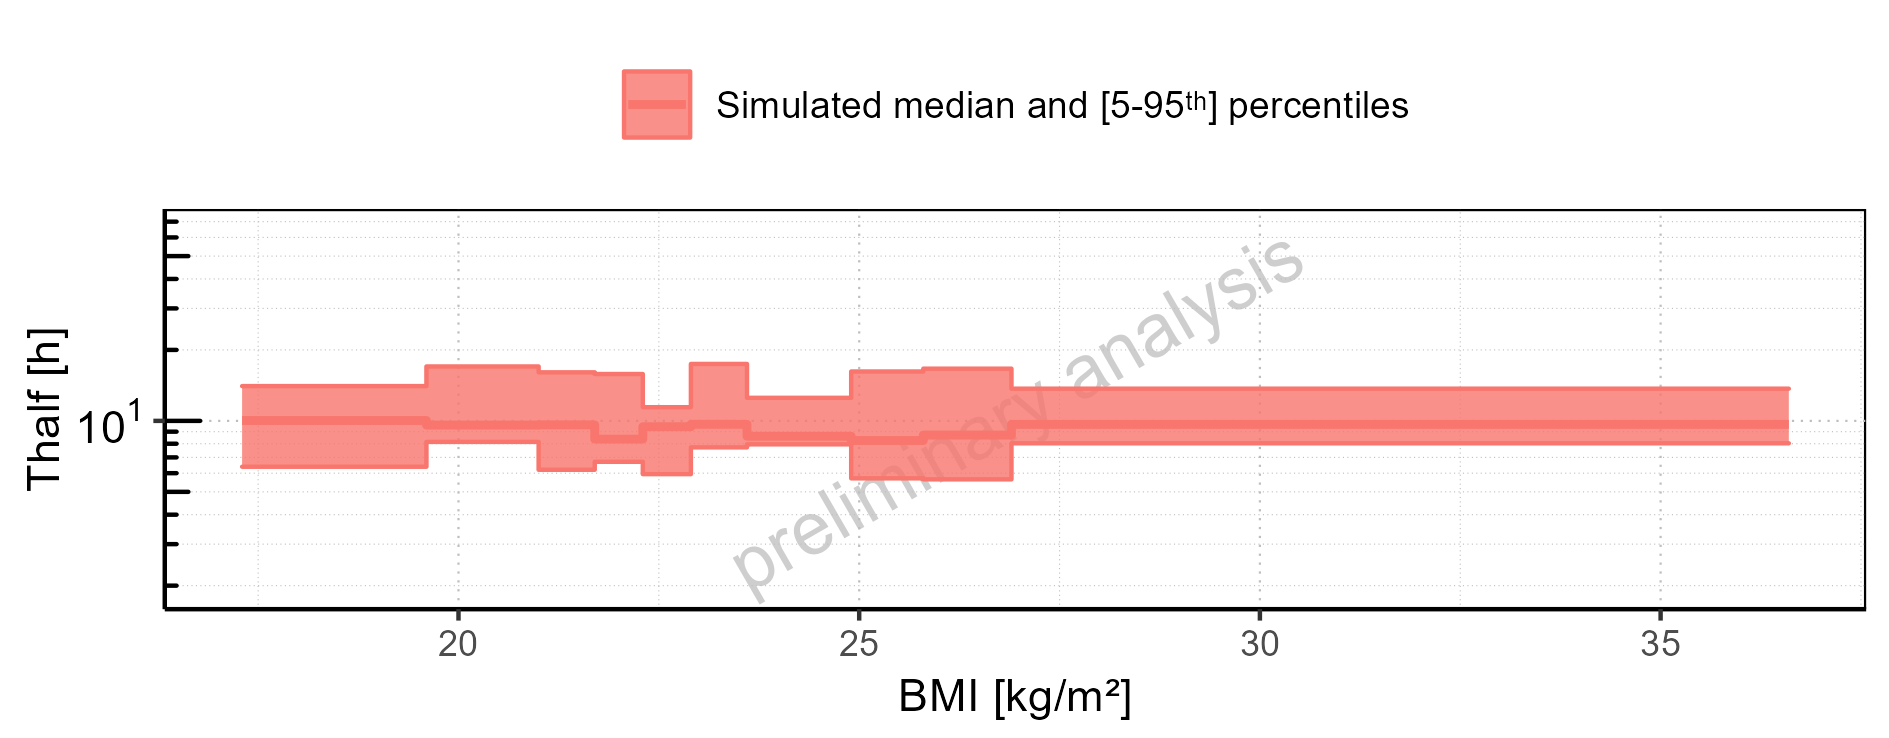 Simulated median and [5-95ᵗʰ] percentiles
Thalf [h]
10¹
preliminary analysis
20 25 30 35
BMI [kg/m²]